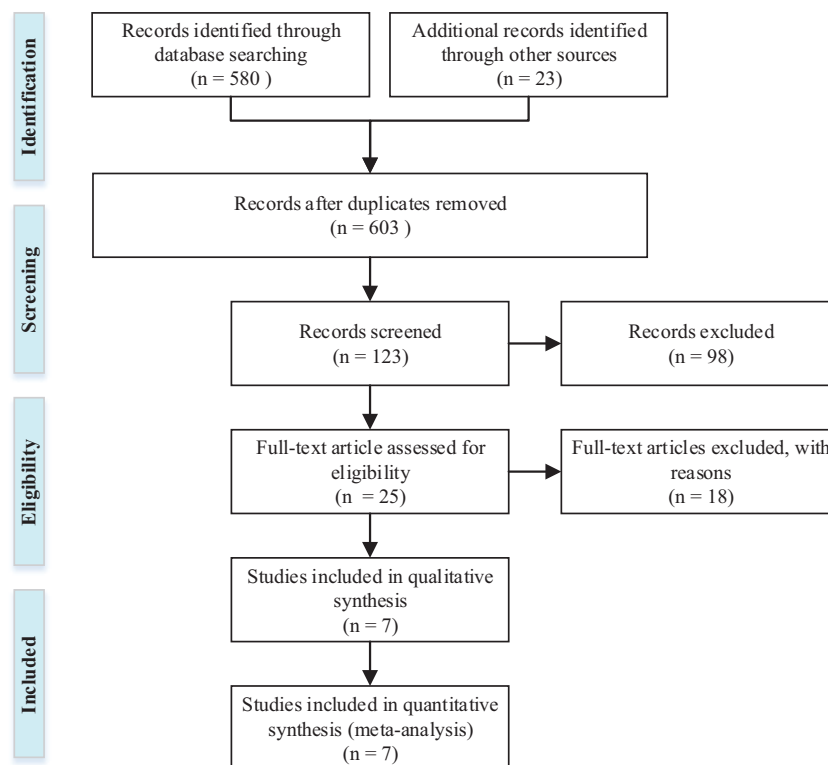 Identification
Records identified through
database searching
(n = 580 )
Additional records identified
through other sources
(n = 23)
Records after duplicates removed
(n = 603 )
Screening
Records screened
(n = 123)
Records excluded
(n = 98)
Eligibility
Full-text article assessed for
eligibility
(n = 25)
Full-text articles excluded, with
reasons
(n = 18)
Included
Studies included in qualitative
synthesis
(n = 7)
Studies included in quantitative
synthesis (meta-analysis)
(n = 7)